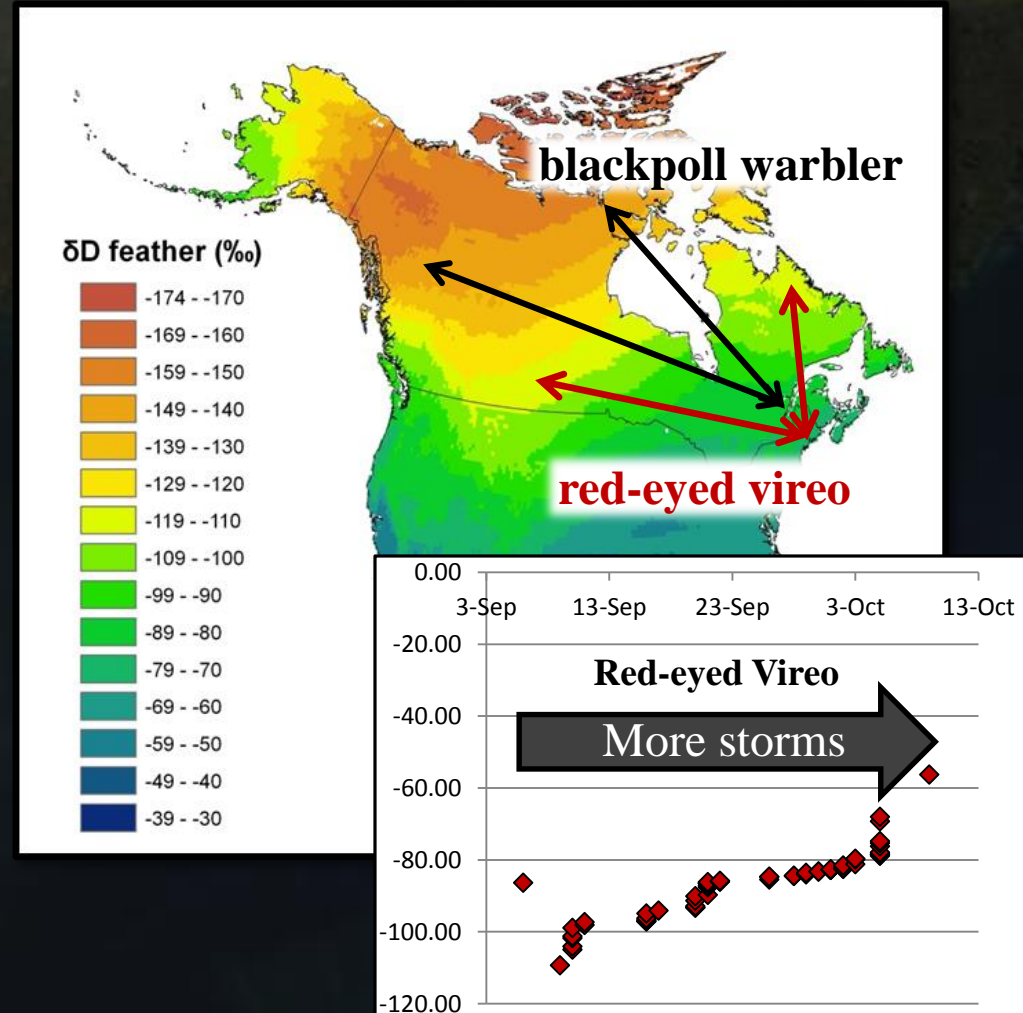 blackpoll warbler
δD feather (‰)
-174 - -170
-169 - -160
-159 - -150
-149 - -140
-139 - -130
-129 - -120
-119 - -110
-109 - -100
-99 - -90
-89 - -80
-79 - -70
-69 - -60
-59 - -50
-49 - -40
-39 - -30
red-eyed vireo
0.00
3-Sep 13-Sep 23-Sep 3-Oct 13-Oct
-20.00
Red-eyed Vireo
-40.00
More storms
-60.00
-80.00
-100.00
-120.00